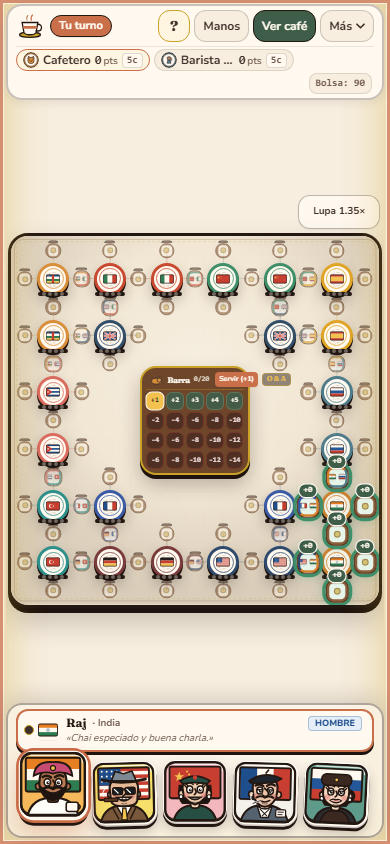 Tu turno
?
Manos
Ver café
Más
Cafetero 0 pts 5c
Barista ... 0 pts 5c
Bolsa: 90
Lupa 1.35×
Barra 0/20 Servir (+1)
+1 +2 +3 +4 +5
-2 -4 -6 -8 -10
-4 -6 -8 -10 -12
-6 -8 -10 -12 -14
+0
+0
+0
+0
+0
+0
+0
Raj · India
HOMBRE
«Chai especiado y buena charla.»